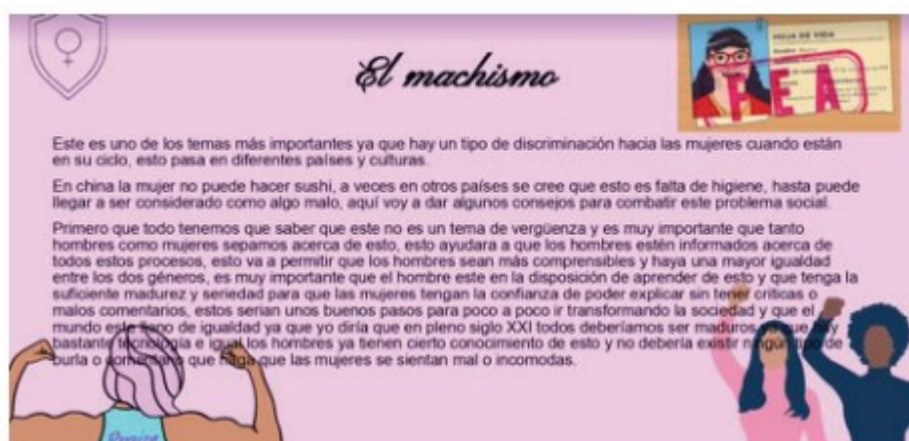 El machismo
HOJA DE VIDA
FEA
Este es uno de los temas más importantes ya que hay un tipo de discriminación hacia las mujeres cuando están
en su ciclo, esto pasa en diferentes países y culturas.
En china la mujer no puede hacer sushi, a veces en otros países se cree que esto es falta de higiene, hasta puede
llegar a ser considerado como algo malo, aquí voy a dar algunos consejos para combatir este problema social.
Primero que todo tenemos que saber que este no es un tema de vergüenza y es muy importante que tanto
hombres como mujeres sepamos acerca de esto, esto ayudara a que los hombres estén informados acerca de
todos estos procesos, esto va a permitir que los hombres sean más comprensibles y haya una mayor igualdad
entre los dos géneros, es muy importante que el hombre este en la disposición de aprender de esto y que tenga la
suficiente madurez y seriedad para que las mujeres tengan la confianza de poder explicar sin tener críticas o
malos comentarios, estos serian unos buenos pasos para poco a poco ir transformando la sociedad y que el
mundo este lleno de igualdad ya que yo diría que en pleno siglo XXI todos deberíamos ser maduros ya que hay
bastante tecnología e igual los hombres ya tienen cierto conocimiento de esto y no debería existir ningún tipo de
burla o comentario que haga que las mujeres se sientan mal o incomodas.